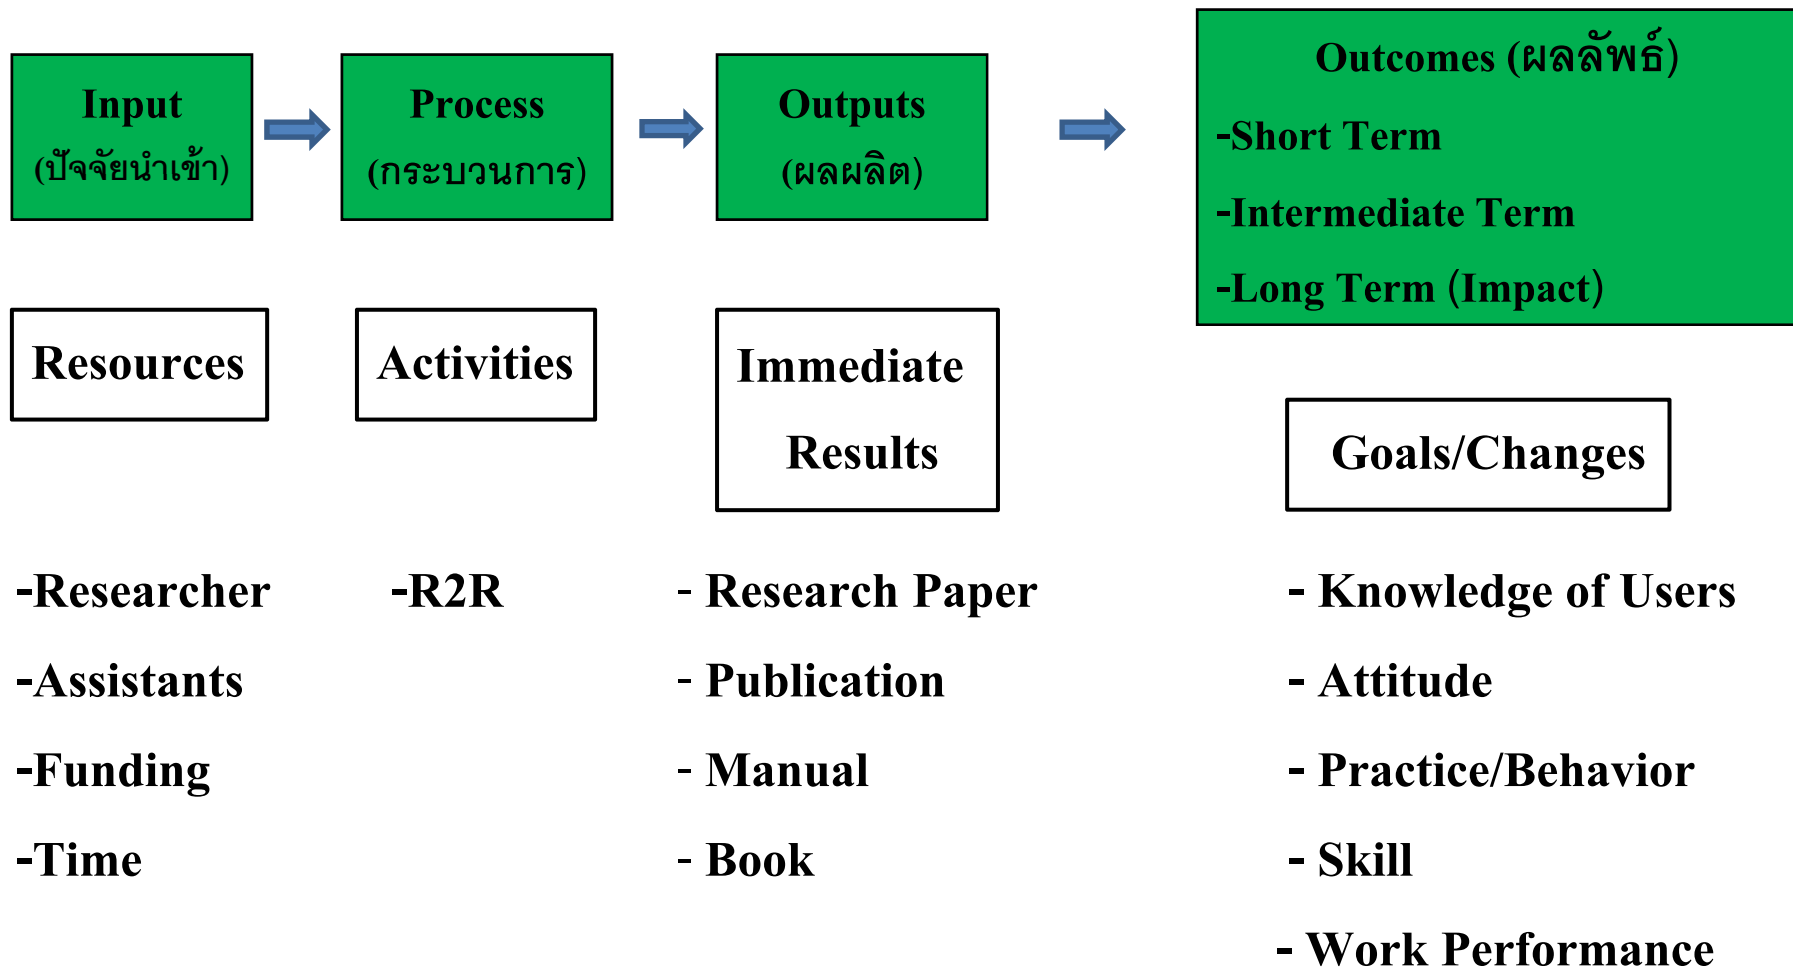 Input
(ปัจจัยนำเข้า)
Process
(กระบวนการ)
Outputs
(ผลผลิต)
Outcomes (ผลลัพธ์)
-Short Term
-Intermediate Term
-Long Term (Impact)
Resources
Activities
Immediate
Results
Goals/Changes
-Researcher
-Assistants
-Funding
-Time
-R2R
- Research Paper
- Publication
- Manual
- Book
- Knowledge of Users
- Attitude
- Practice/Behavior
- Skill
- Work Performance